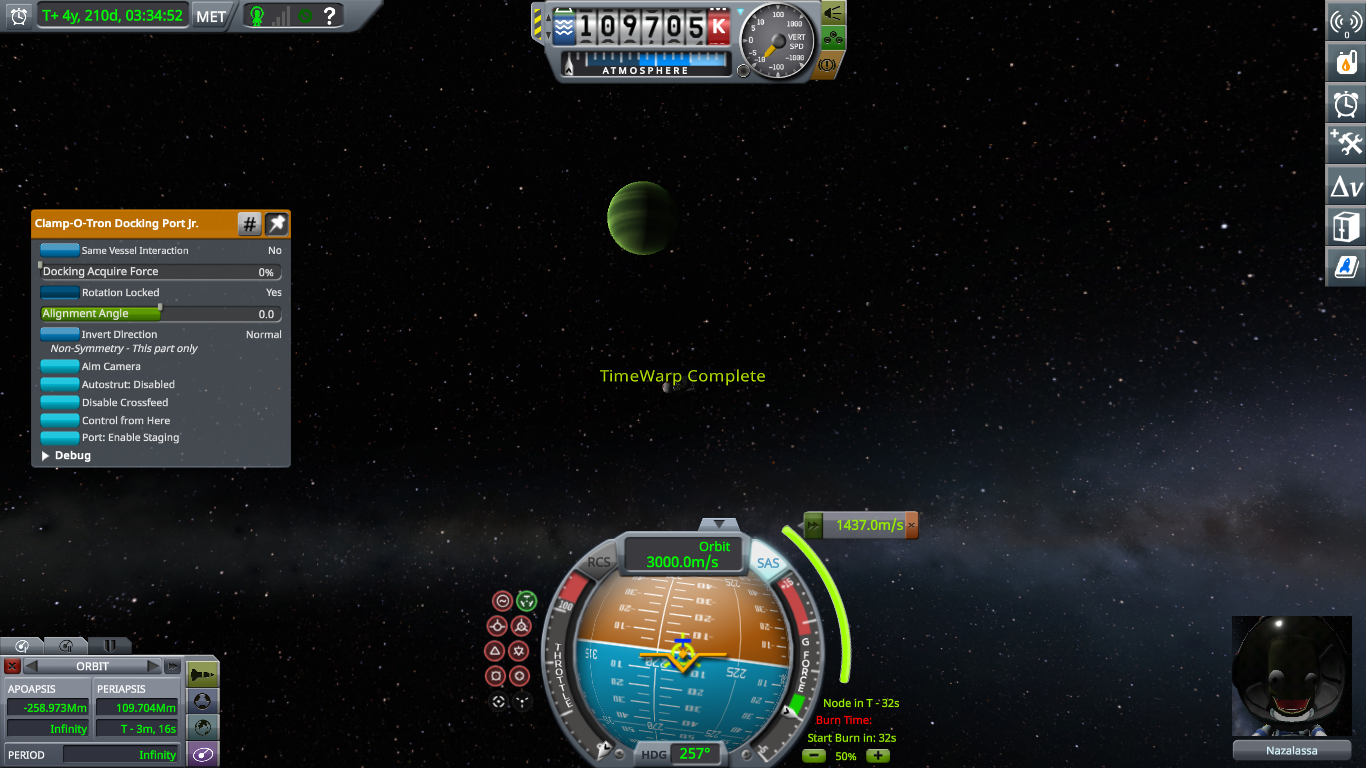 T+ 4y, 210d, 03:34:52
MET
?
109705 K
ATMOSPHERE
VERT
SPD
Δv
Clamp-O-Tron Docking Port Jr.
#
Same Vessel Interaction No
Docking Acquire Force 0%
Rotation Locked Yes
Alignment Angle 0.0
Invert Direction Normal
Non-Symmetry - This part only
Aim Camera
Autostrut: Disabled
Disable Crossfeed
Control from Here
Port: Enable Staging
Debug
TimeWarp Complete
1437.0m/s
RCS
Orbit
3000.0m/s
SAS
THROTTLE
G FORCE
HDG 257°
Node in T - 32s
Burn Time:
Start Burn in: 32s
50%
ORBIT
APOAPSIS PERIAPSIS
-258.973Mm 109.704Mm
Infinity T - 3m, 16s
PERIOD Infinity
Nazalassa